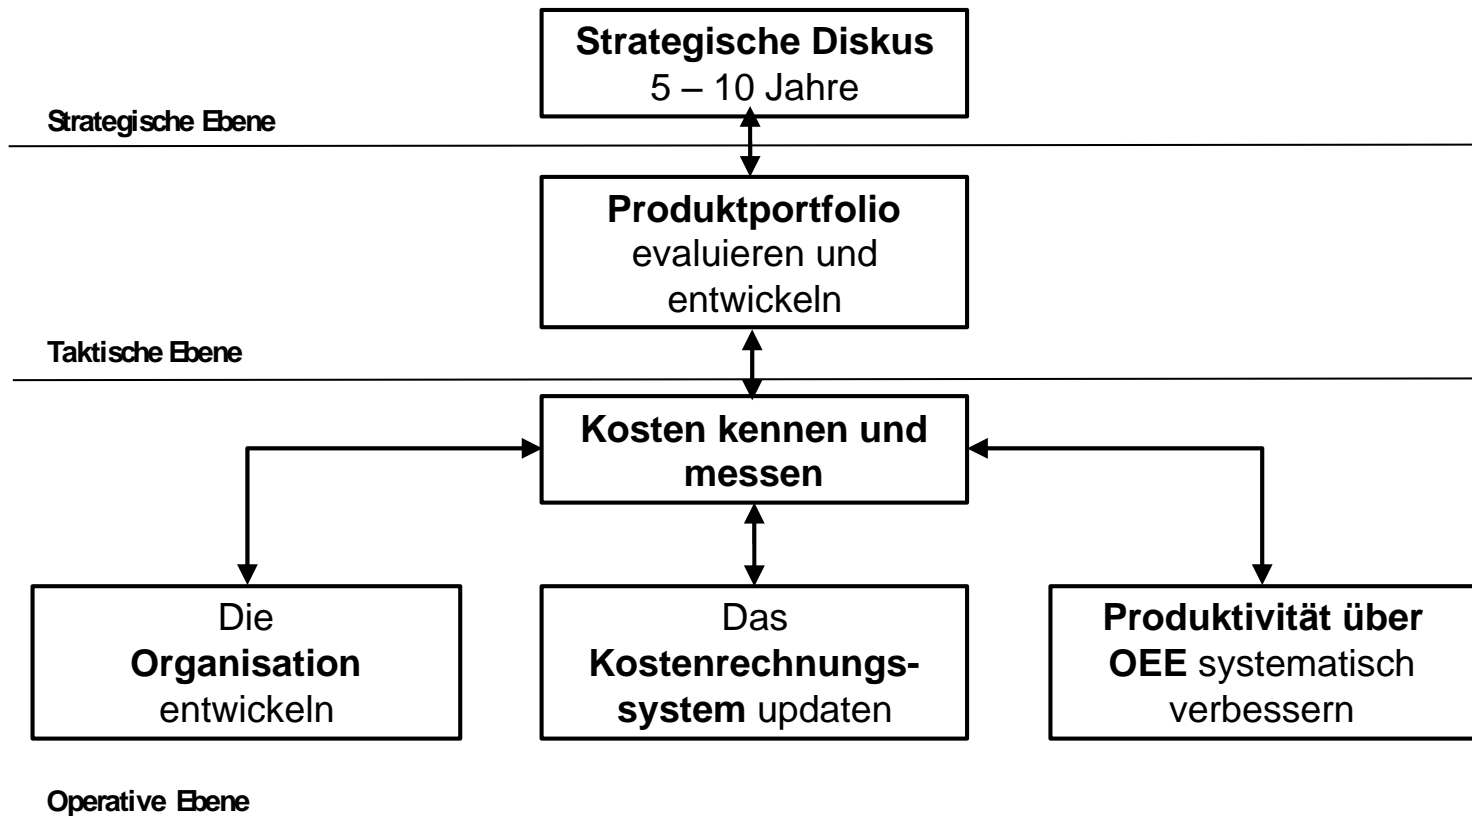 Strategische Diskus
5 – 10 Jahre
Strategische Ebene
Produktportfolio
evaluieren und
entwickeln
Taktische Ebene
Kosten kennen und
messen
Die
Organisation
entwickeln
Das
Kostenrechnungs-
system updaten
Produktivität über
OEE systematisch
verbessern
Operative Ebene